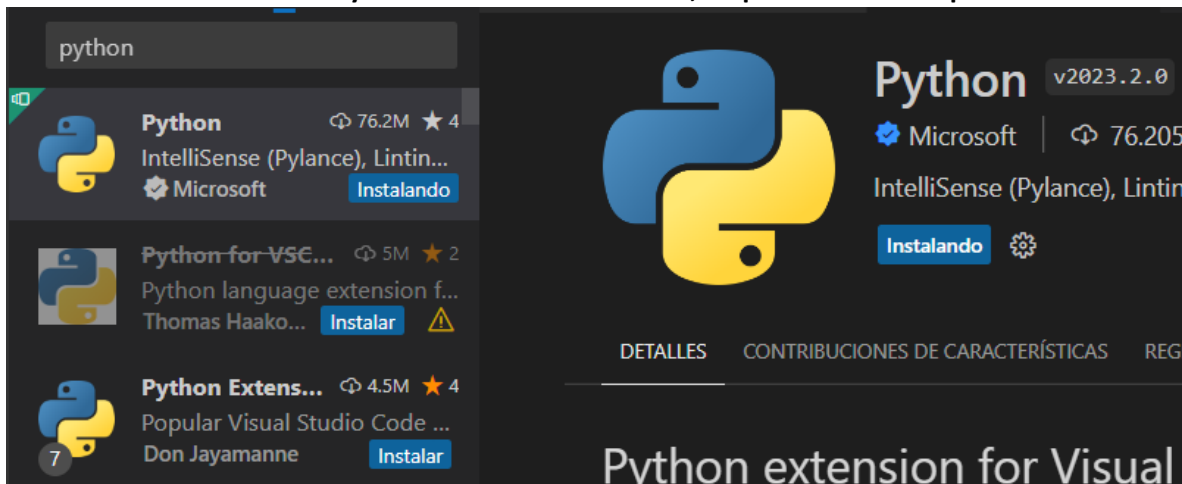 python
Python 76.2M ★ 4
IntelliSense (Pylance), Lintin...
Microsoft Instalando
Python for VSC... 5M ★ 2
Python language extension f...
Thomas Haako... Instalar
Python Extens... 4.5M ★ 4
Popular Visual Studio Code ...
7 Don Jayamanne Instalar
Python v2023.2.0
Microsoft 76.205
IntelliSense (Pylance), Lintin
Instalando
DETALLES CONTRIBUCIONES DE CARACTERÍSTICAS REG
Python extension for Visual